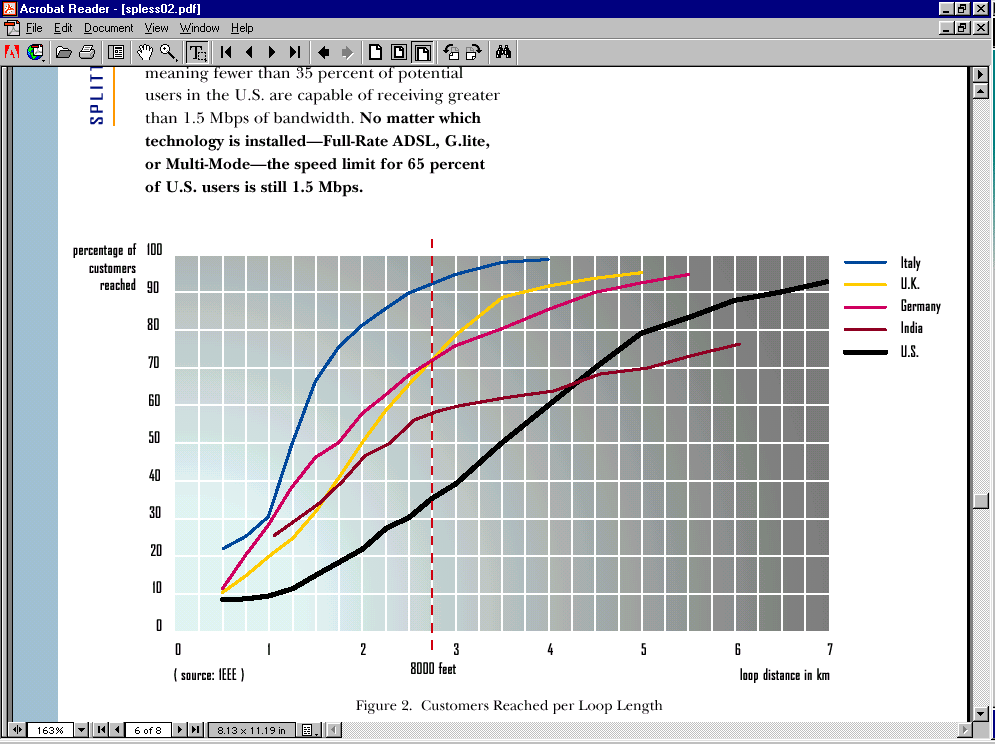 Acrobat Reader - [spless02.pdf]
File Edit Document View Window Help
SPLITT
meaning fewer than 35 percent of potential
users in the U.S. are capable of receiving greater
than 1.5 Mbps of bandwidth. No matter which
technology is installed—Full-Rate ADSL, G.lite,
or Multi-Mode—the speed limit for 65 percent
of U.S. users is still 1.5 Mbps.
percentage of
customers
reached
100
90
80
70
60
50
40
30
20
10
0
Italy
U.K.
Germany
India
U.S.
0 1 2 3 4 5 6 7
( source: IEEE ) 8000 feet loop distance in km
Figure 2. Customers Reached per Loop Length
163% 6 of 8 8.13 x 11.19 in